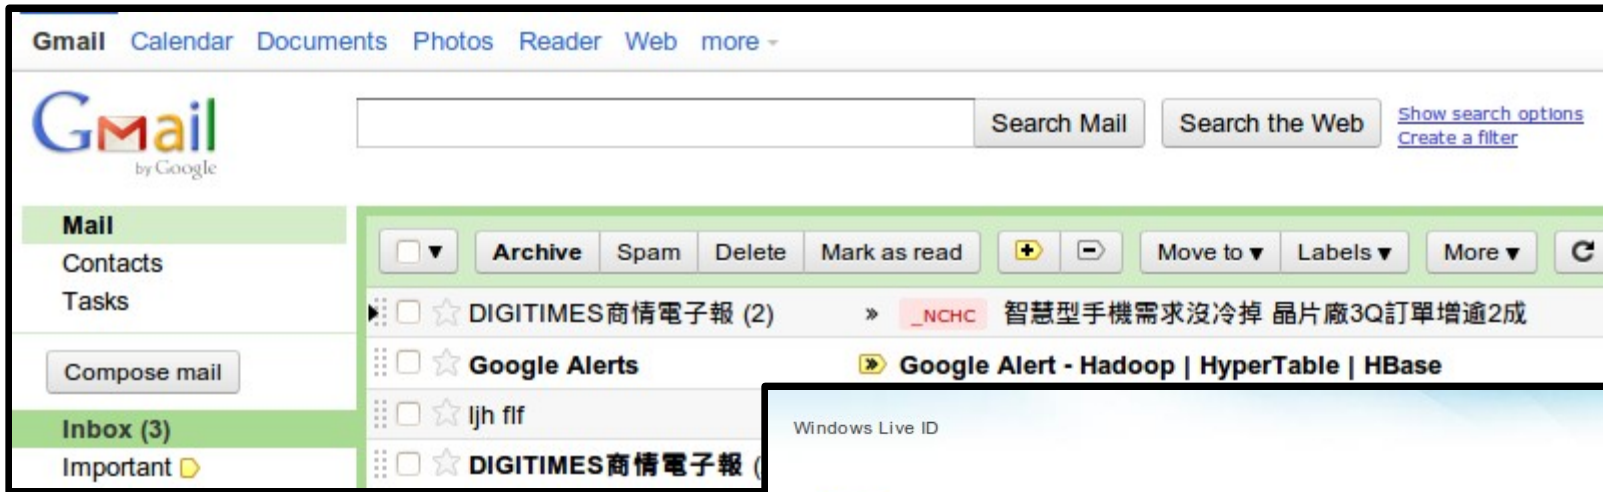 Gmail Calendar Documents Photos Reader Web more
Gmail
by Google
Search Mail Search the Web Show search options
Create a filter
Mail
Contacts
Tasks
Compose mail
Inbox (3)
Important
Archive Spam Delete Mark as read Move to Labels More
DIGITIMES商情電子報 (2) » _NCHC 智慧型手機需求沒冷掉 晶片廠3Q訂單增逾2成
Google Alerts » Google Alert - Hadoop | HyperTable | HBase
ljh flf
DIGITIMES商情電子報 (
Windows Live ID